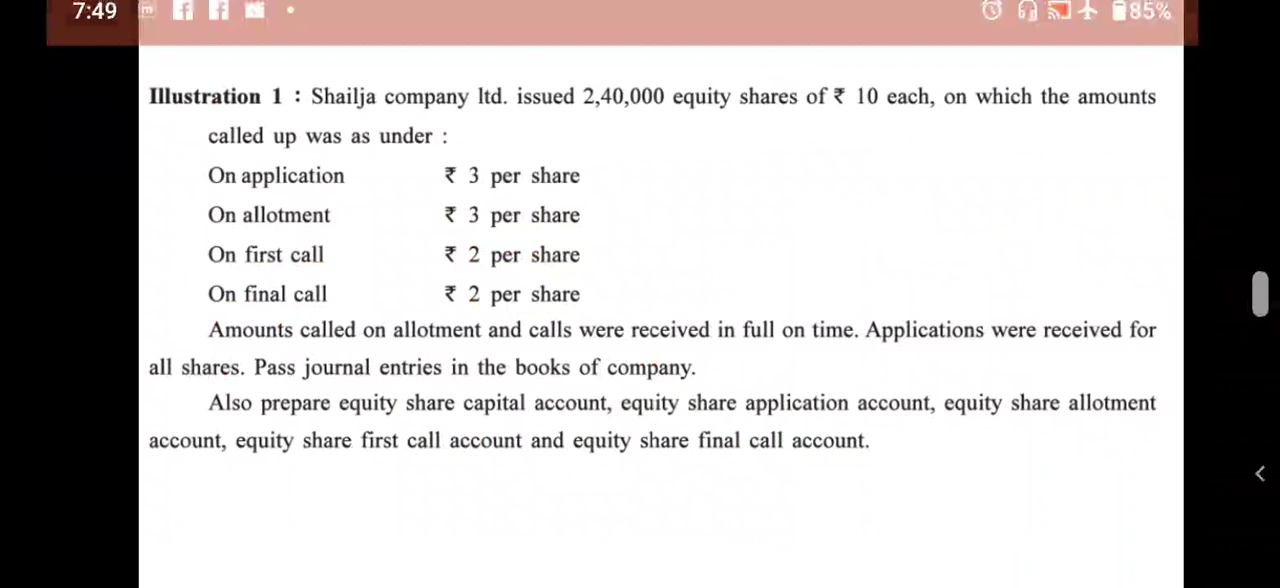 7:49
85%
Illustration 1 : Shailja company ltd. issued 2,40,000 equity shares of ₹ 10 each, on which the amounts
called up was as under :
On application ₹ 3 per share
On allotment ₹ 3 per share
On first call ₹ 2 per share
On final call ₹ 2 per share
Amounts called on allotment and calls were received in full on time. Applications were received for
all shares. Pass journal entries in the books of company.
Also prepare equity share capital account, equity share application account, equity share allotment
account, equity share first call account and equity share final call account.